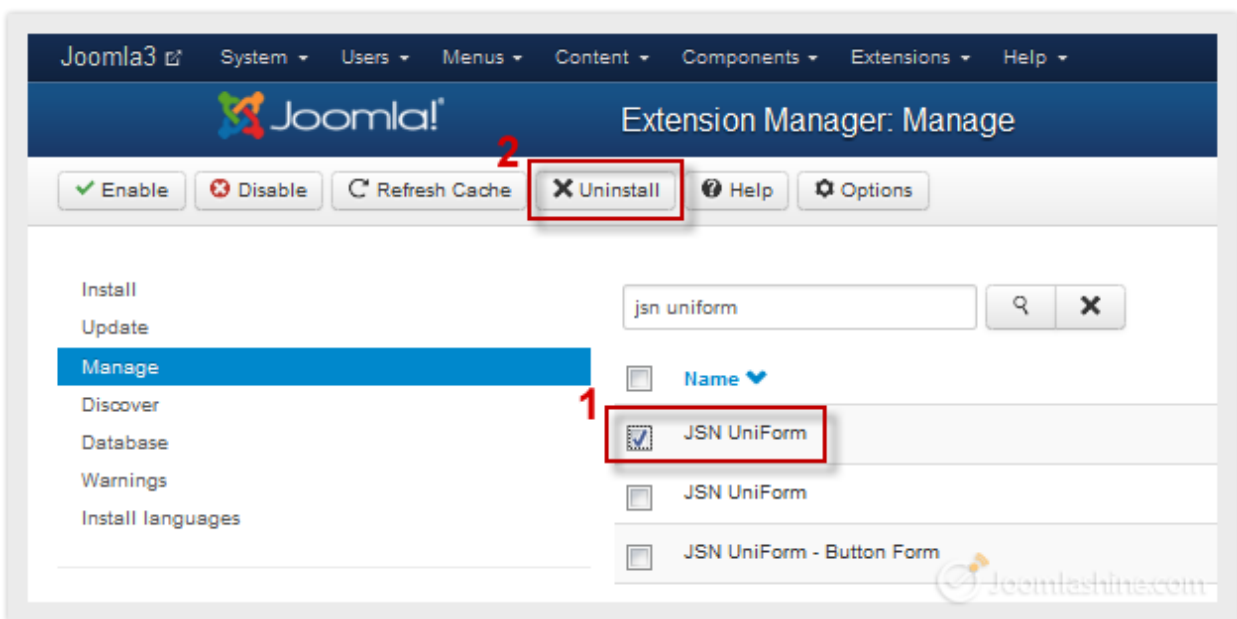 Joomla3 System Users Menus Content Components Extensions Help
Joomla!® Extension Manager: Manage
2
Enable Disable Refresh Cache Uninstall Help Options
Install
Update
Manage
Discover
Database
Warnings
Install languages
jsn uniform
Name
1
JSN UniForm
JSN UniForm
JSN UniForm - Button Form
Joomlashine.com